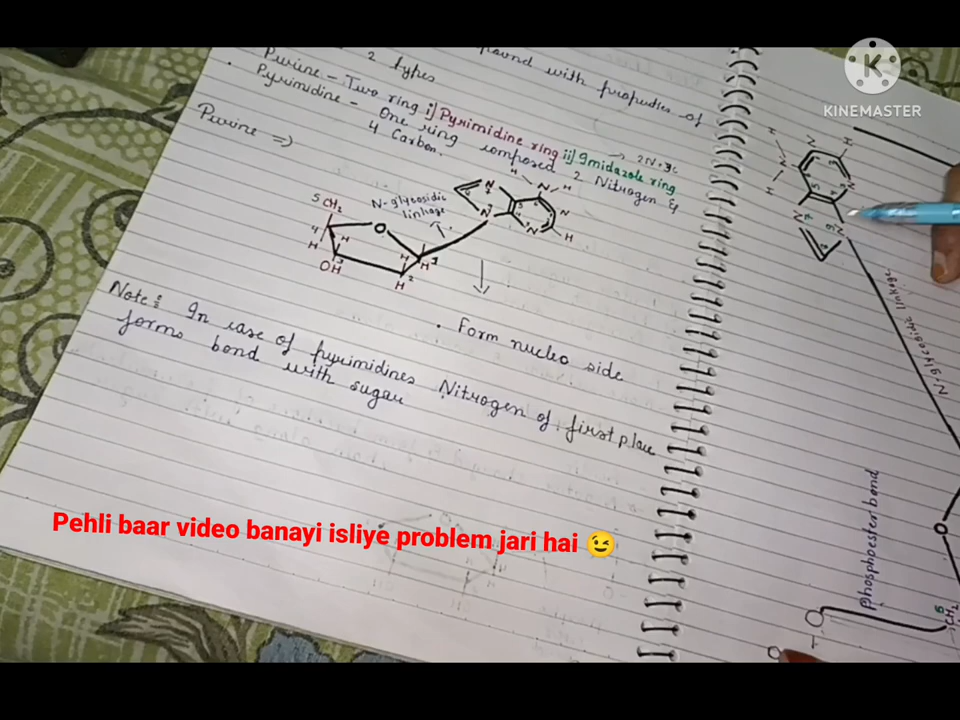 KINEMASTER
pound with properties of
2 types
Purine - Two ring i] Pyrimidine ring ii] Imidazole ring
→ 2N+3C
Pyrimidine - One ring composed 2 Nitrogen &
4 Carbon.
Purine ⇒
N-glycosidic
linkage
5 CH₂
O
OH
H
N
. Form nucleo side
Note: In case of pyrimidines Nitrogen of first place
forms bond with sugar
N-glycosidic linkage
phosphoester bond
O
CH₂
Pehli baar video banayi isliye problem jari hai 😉